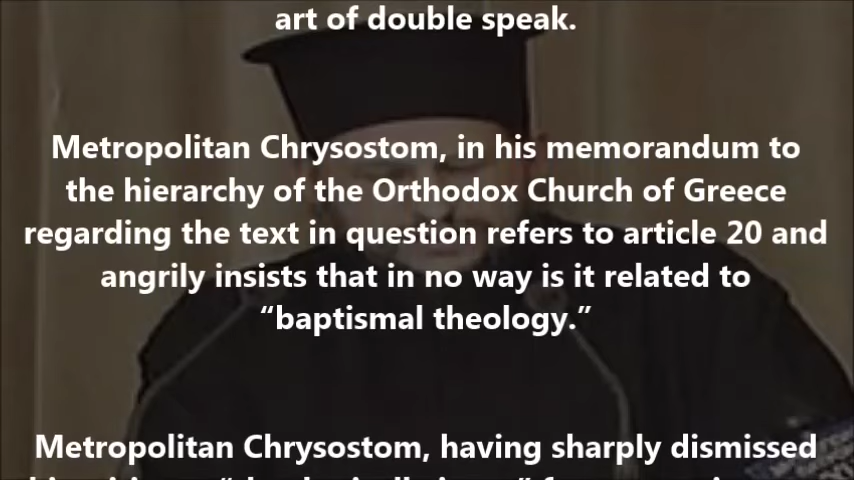 art of double speak.
Metropolitan Chrysostom, in his memorandum to
the hierarchy of the Orthodox Church of Greece
regarding the text in question refers to article 20 and
angrily insists that in no way is it related to
“baptismal theology.”
Metropolitan Chrysostom, having sharply dismissed